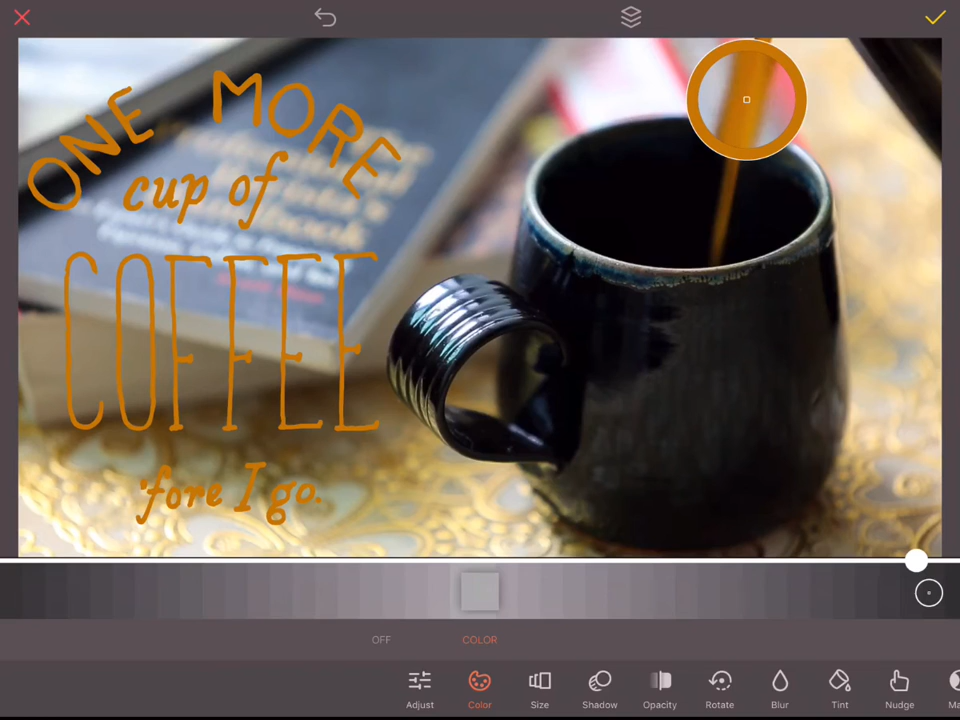 ONE MORE
cup of
COFFEE
'fore I go.
OFF COLOR
Adjust Color Size Shadow Opacity Rotate Blur Tint Nudge